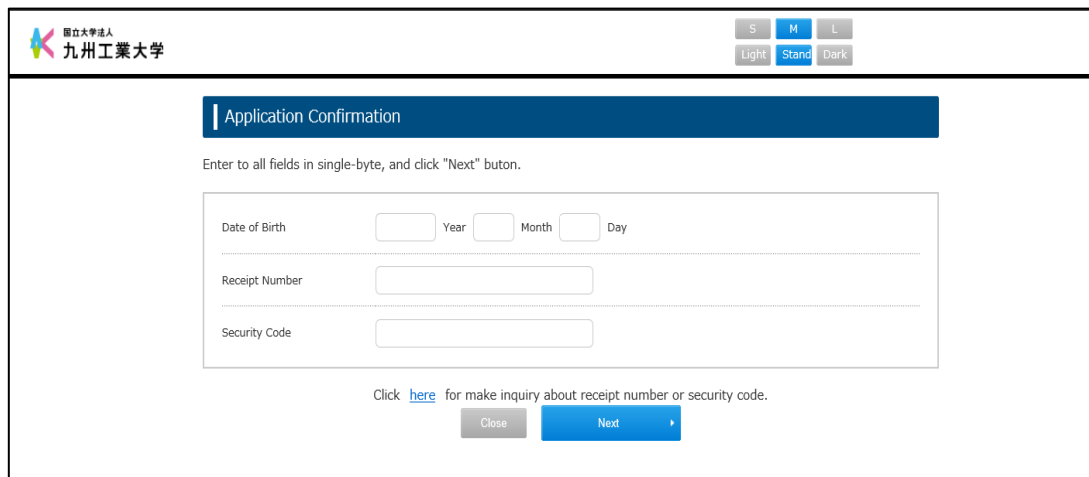 国立大学法人
九州工業大学
S M L
Light Stand Dark
Application Confirmation
Enter to all fields in single-byte, and click "Next" buton.
Date of Birth Year Month Day
Receipt Number
Security Code
Click here for make inquiry about receipt number or security code.
Close Next